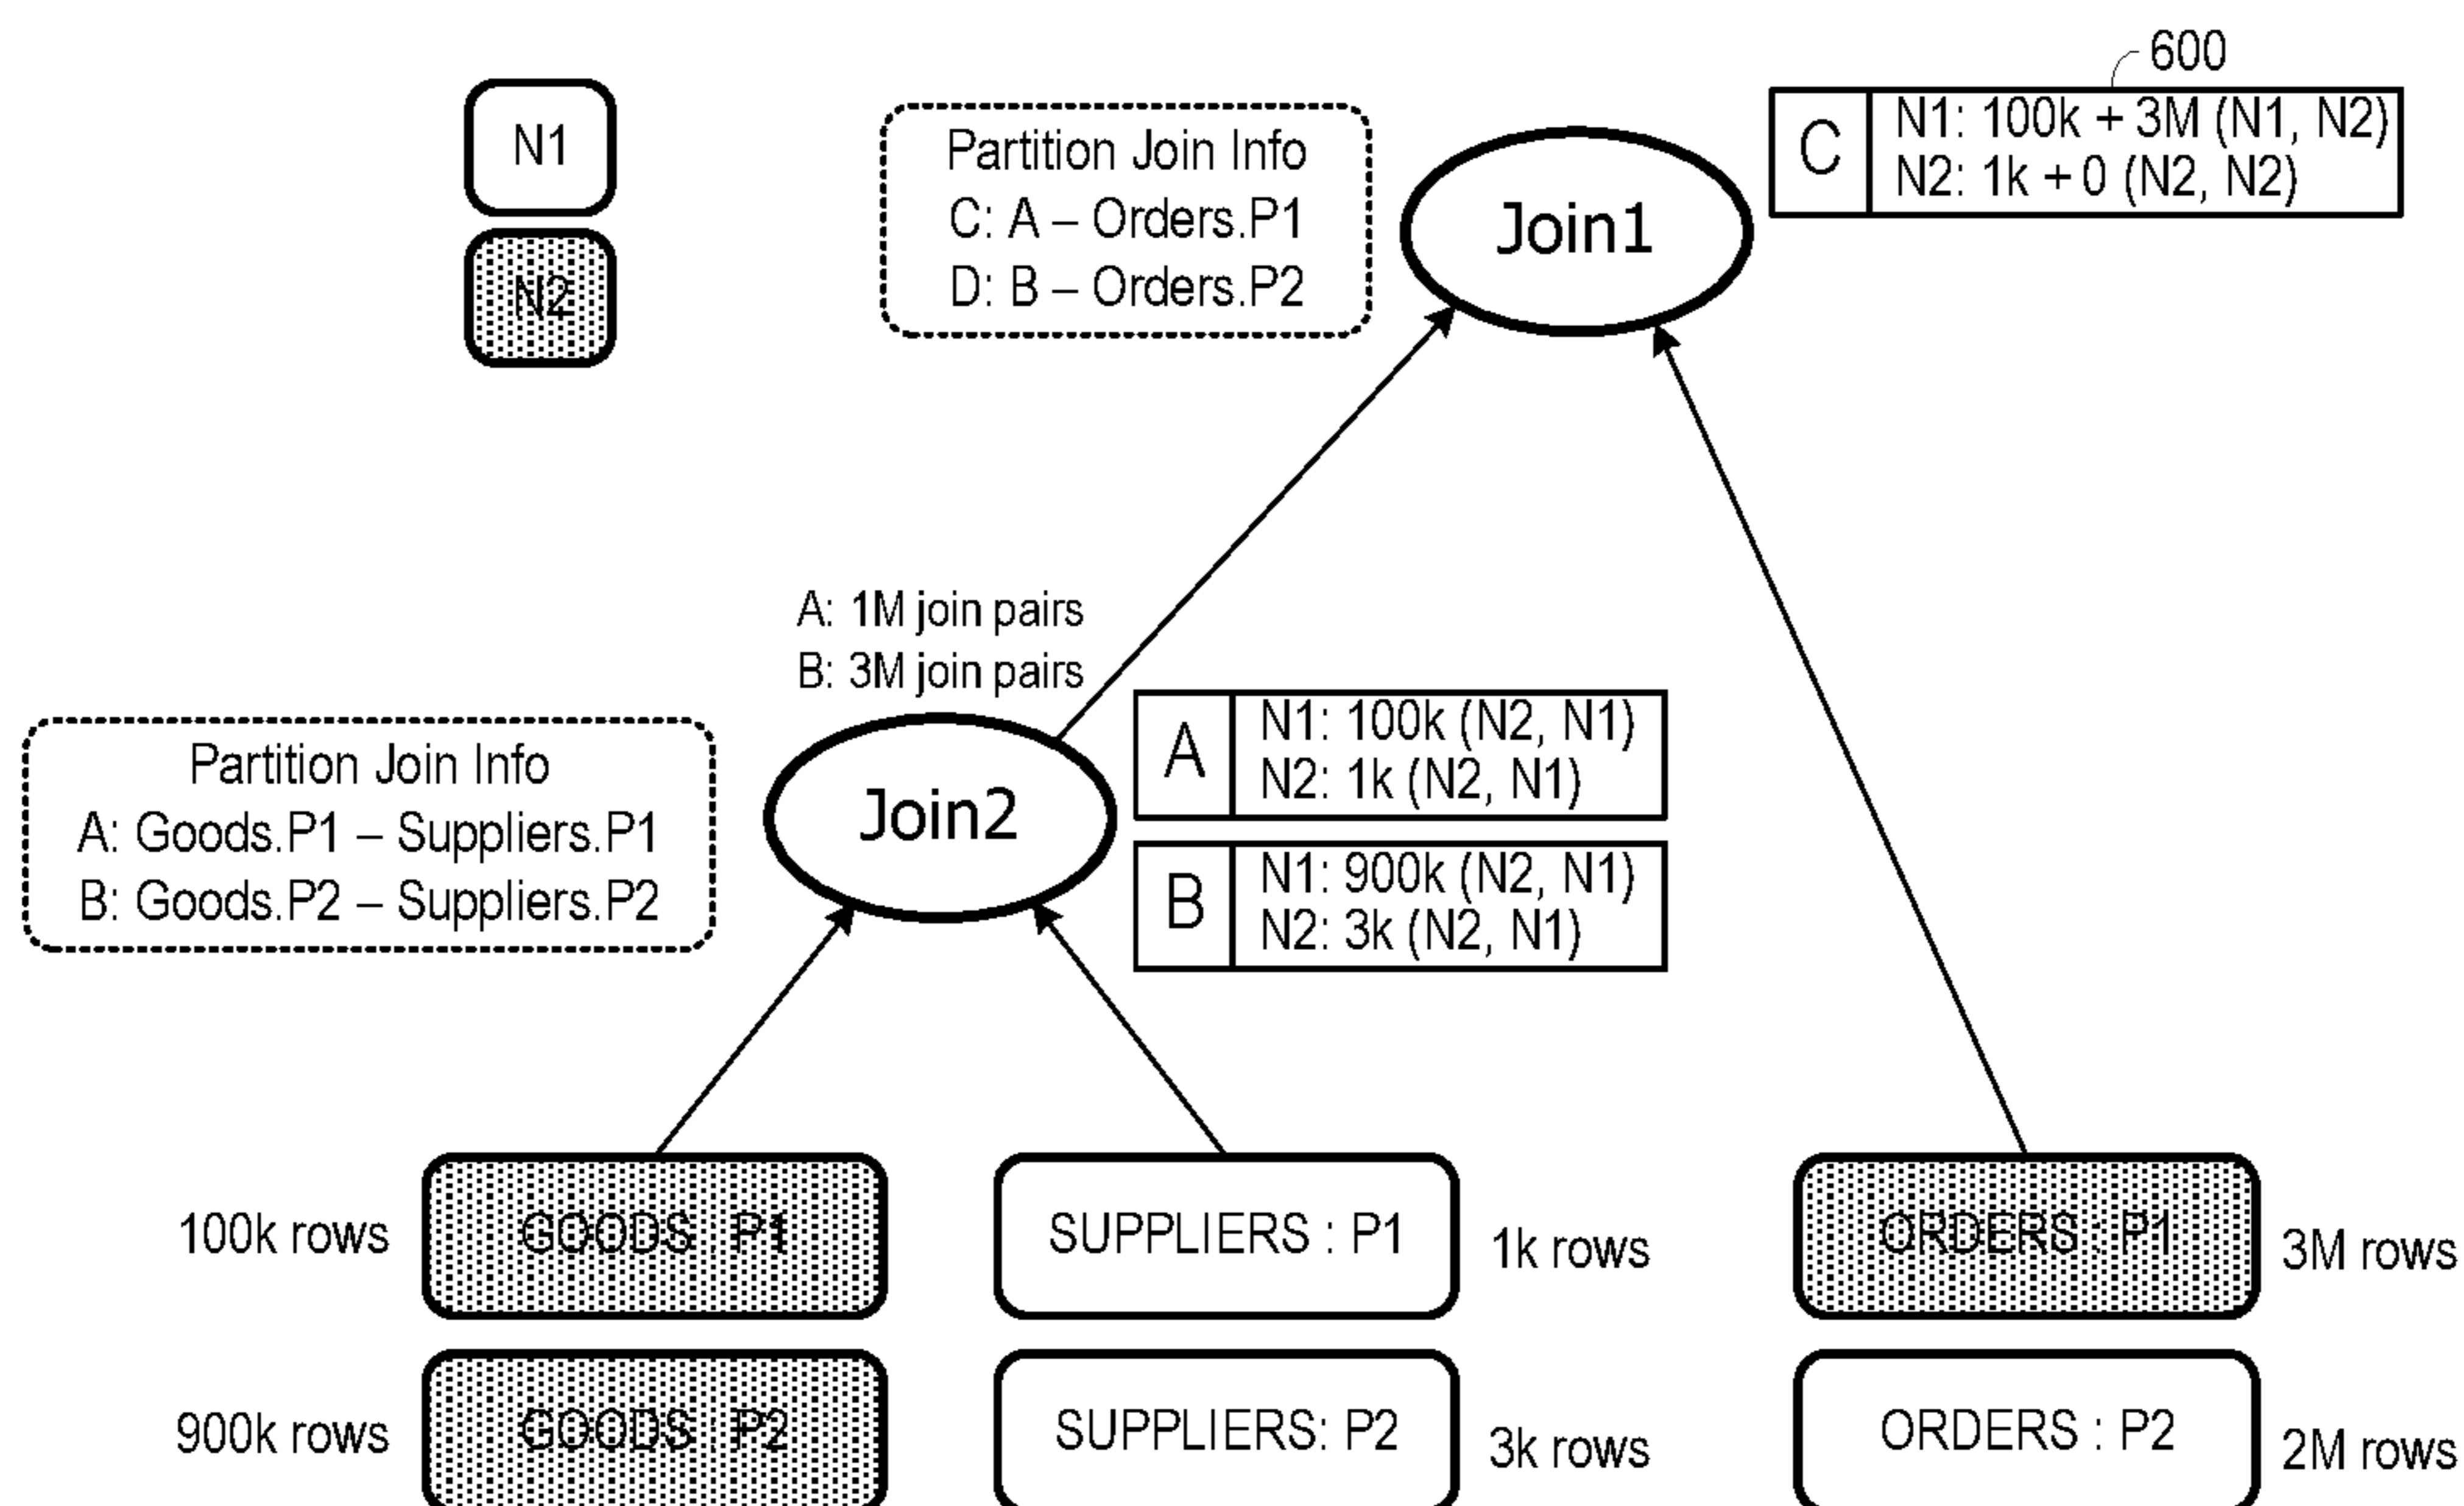 600
N1
N2
Partition Join Info
C: A – Orders.P1
D: B – Orders.P2
Join1
C
N1: 100k + 3M (N1, N2)
N2: 1k + 0 (N2, N2)
A: 1M join pairs
B: 3M join pairs
Partition Join Info
A: Goods.P1 – Suppliers.P1
B: Goods.P2 – Suppliers.P2
Join2
A
N1: 100k (N2, N1)
N2: 1k (N2, N1)
B
N1: 900k (N2, N1)
N2: 3k (N2, N1)
100k rows
GOODS : P1
SUPPLIERS : P1
1k rows
ORDERS : P1
3M rows
900k rows
GOODS : P2
SUPPLIERS: P2
3k rows
ORDERS : P2
2M rows